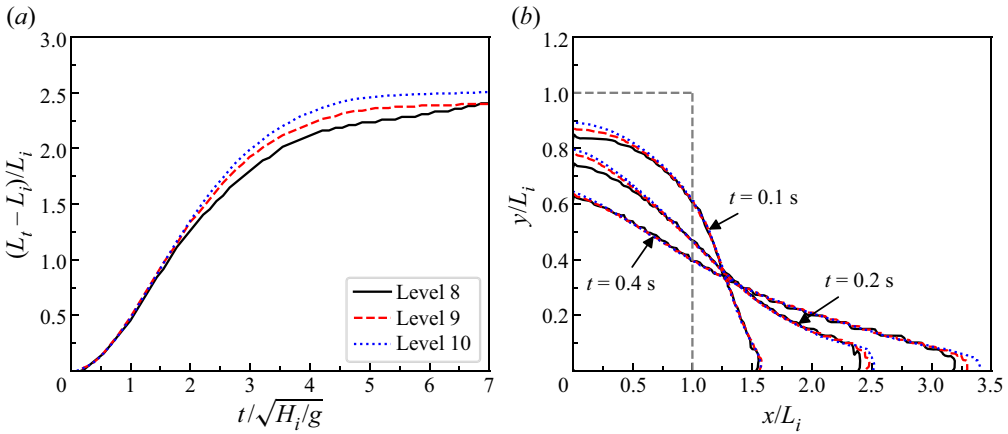 (a)
3.0
2.5
2.0
1.5
1.0
0.5
0
1
2
3
4
5
6
7
(L_t − L_i)/L_i
t/√H_i/g
Level 8
Level 9
Level 10
(b)
1.2
1.0
0.8
0.6
0.4
0.2
0
0.5
1.0
1.5
2.0
2.5
3.0
3.5
y/L_i
x/L_i
t = 0.1 s
t = 0.2 s
t = 0.4 s